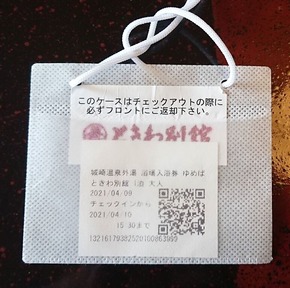 このケースはチェックアウトの際に
必ずフロントにご返却下さい。
ときわ別館
城崎温泉外湯 浴場入浴券 ゆめぱ
ときわ別館 1泊 大人
2021/04/09
チェックインから
2021/04/10
15:30まで